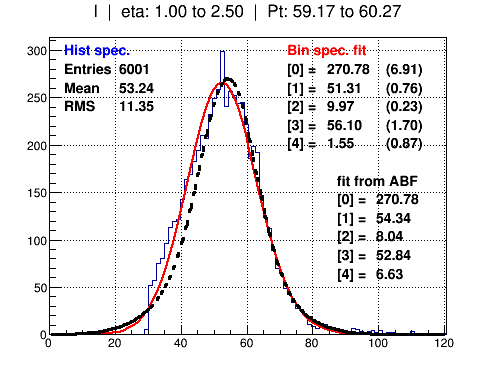 I | eta: 1.00 to 2.50 | Pt: 59.17 to 60.27
Hist spec.
Entries 6001
Mean 53.24
RMS 11.35
Bin spec. fit
[0] = 270.78 (6.91)
[1] = 51.31 (0.76)
[2] = 9.97 (0.23)
[3] = 56.10 (1.70)
[4] = 1.55 (0.87)
fit from ABF
[0] = 270.78
[1] = 54.34
[2] = 8.04
[3] = 52.84
[4] = 6.63
300
250
200
150
100
50
0
0 20 40 60 80 100 120